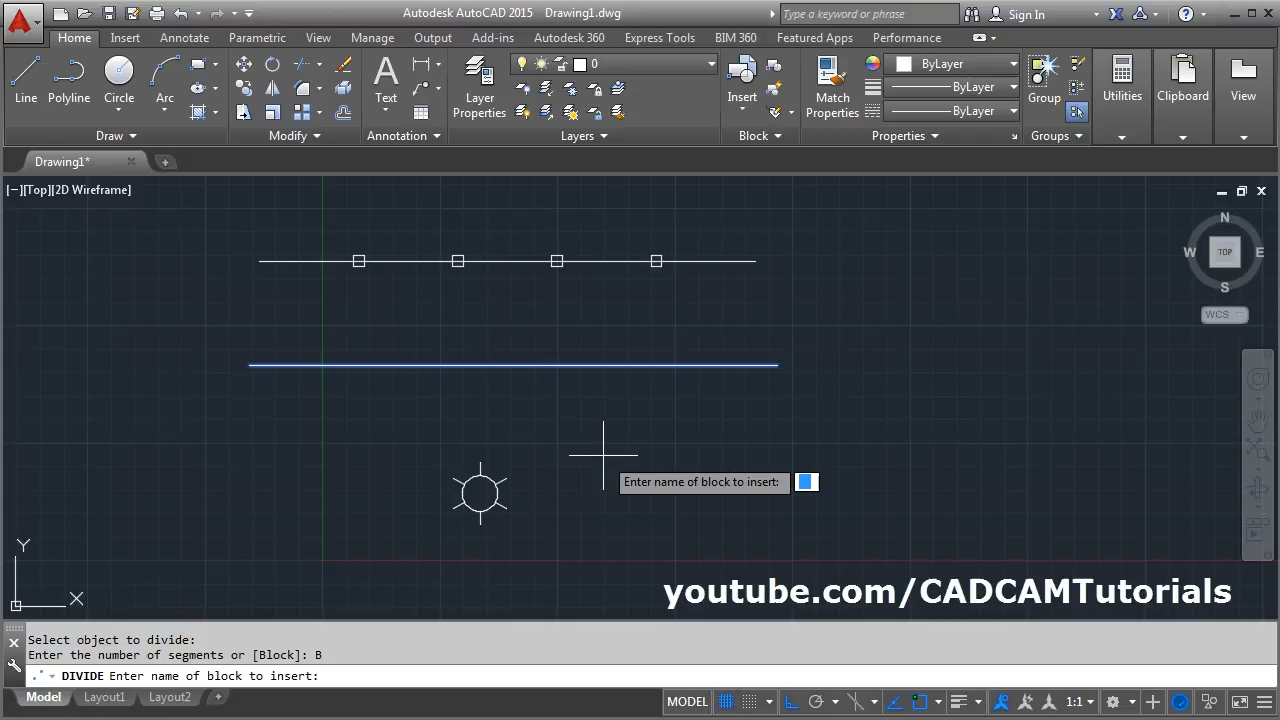 Autodesk AutoCAD 2015 Drawing1.dwg
Type a keyword or phrase
Sign In
Home Insert Annotate Parametric View Manage Output Add-ins Autodesk 360 Express Tools BIM 360 Featured Apps Performance
Line Polyline Circle Arc
Draw
Modify
A
Text
Annotation
0
Layer
Properties
Layers
Insert
Block
Match
Properties
ByLayer
ByLayer
ByLayer
Properties
Group
Groups
Utilities
Clipboard
View
Drawing1*
[−][Top][2D Wireframe]
N
W TOP E
S
WCS
Enter name of block to insert:
Y
X
youtube.com/CADCAMTutorials
Select object to divide:
Enter the number of segments or [Block]: B
DIVIDE Enter name of block to insert:
Model Layout1 Layout2
MODEL
1:1